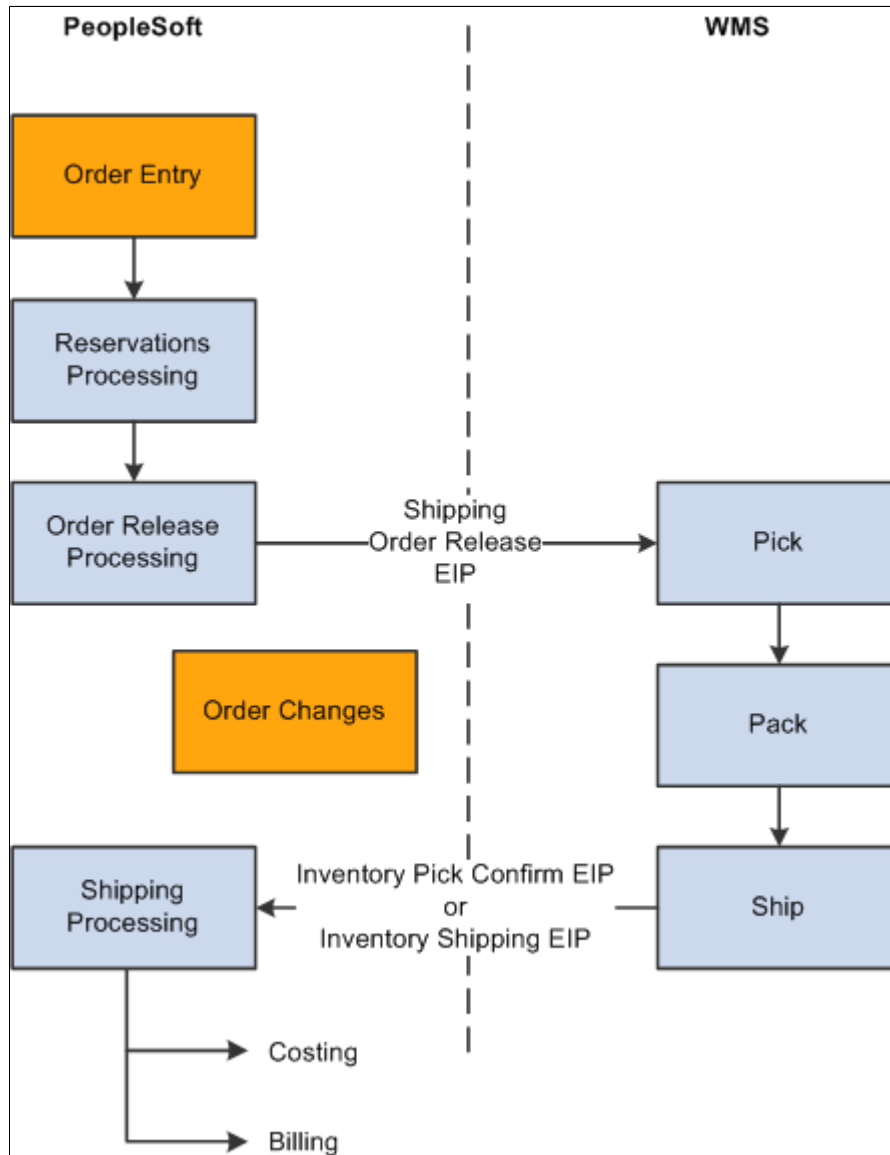 PeopleSoft
WMS
Order Entry
Reservations
Processing
Order Release
Processing
Shipping
Order Release
EIP
Pick
Order Changes
Pack
Shipping
Processing
Inventory Pick Confirm EIP
or
Inventory Shipping EIP
Ship
Costing
Billing